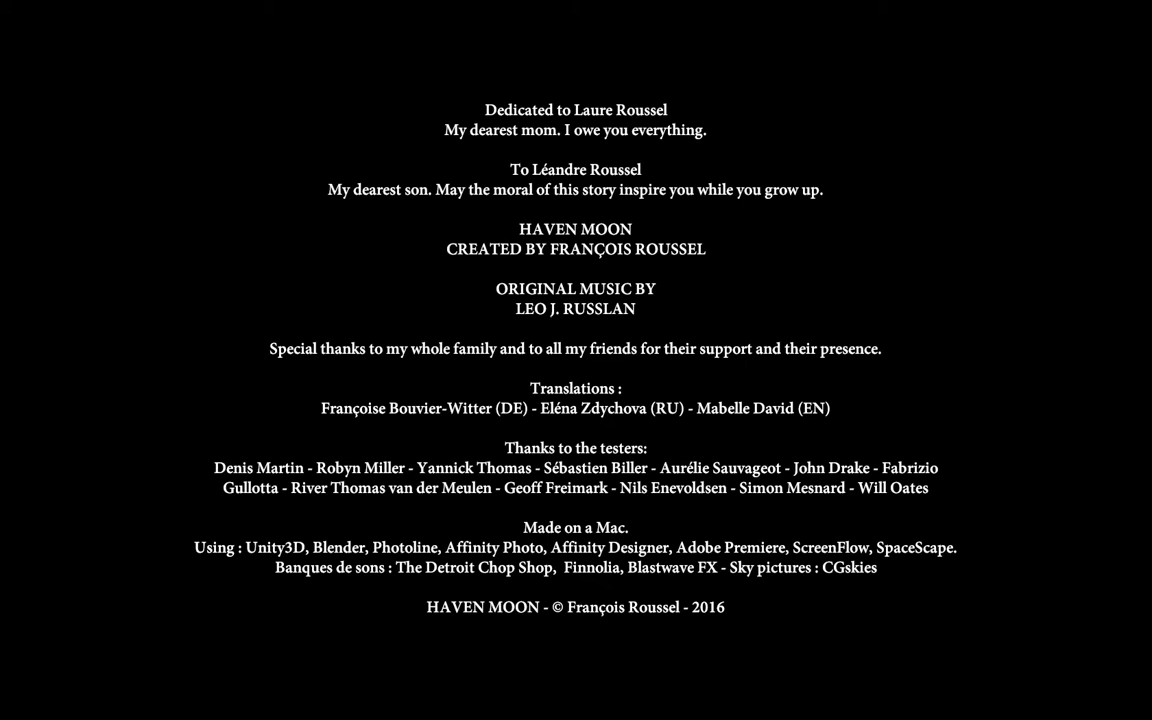 Dedicated to Laure Roussel
My dearest mom. I owe you everything.
To Léandre Roussel
My dearest son. May the moral of this story inspire you while you grow up.
HAVEN MOON
CREATED BY FRANÇOIS ROUSSEL
ORIGINAL MUSIC BY
LEO J. RUSSLAN
Special thanks to my whole family and to all my friends for their support and their presence.
Translations :
Françoise Bouvier-Witter (DE) - Eléna Zdychova (RU) - Mabelle David (EN)
Thanks to the testers:
Denis Martin - Robyn Miller - Yannick Thomas - Sébastien Biller - Aurélie Sauvageot - John Drake - Fabrizio
Gullotta - River Thomas van der Meulen - Geoff Freimark - Nils Enevoldsen - Simon Mesnard - Will Oates
Made on a Mac.
Using : Unity3D, Blender, Photoline, Affinity Photo, Affinity Designer, Adobe Premiere, ScreenFlow, SpaceScape.
Banques de sons : The Detroit Chop Shop,  Finnolia, Blastwave FX - Sky pictures : CGskies
HAVEN MOON - © François Roussel - 2016